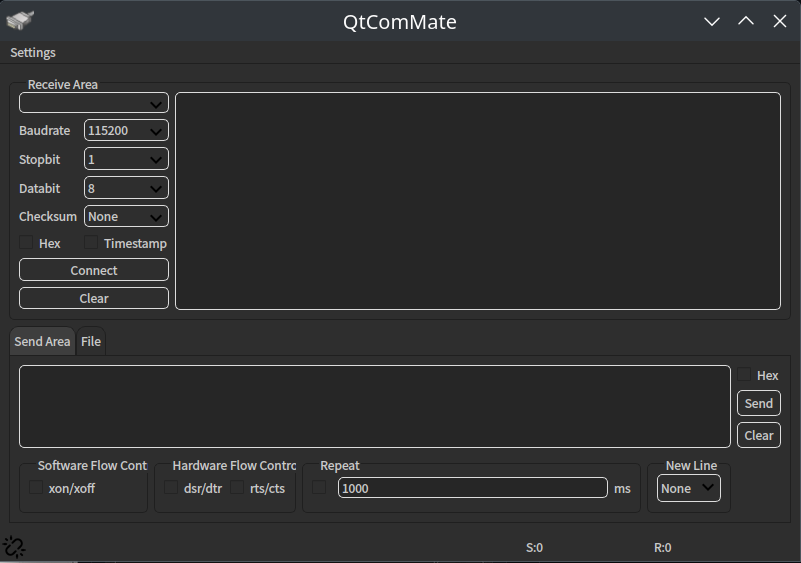 QtComMate
Settings
Receive Area
Baudrate 115200
Stopbit 1
Databit 8
Checksum None
Hex Timestamp
Connect
Clear
Send Area File
Hex
Send
Clear
Software Flow Cont
xon/xoff
Hardware Flow Contro
dsr/dtr rts/cts
Repeat
1000 ms
New Line
None
S:0 R:0